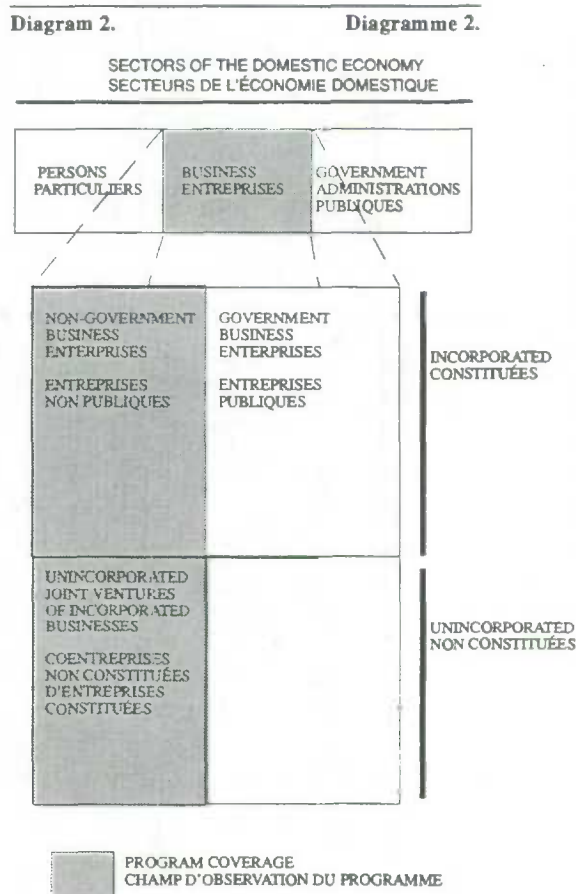 Diagram 2. Diagramme 2.
SECTORS OF THE DOMESTIC ECONOMY
SECTEURS DE L'ÉCONOMIE DOMESTIQUE
PERSONS
PARTICULIERS
BUSINESS
ENTREPRISES
GOVERNMENT
ADMINISTRATIONS
PUBLIQUES
NON-GOVERNMENT
BUSINESS
ENTERPRISES
ENTREPRISES
NON PUBLIQUES
GOVERNMENT
BUSINESS
ENTERPRISES
ENTREPRISES
PUBLIQUES
INCORPORATED
CONSTITUÉES
UNINCORPORATED
JOINT VENTURES
OF INCORPORATED
BUSINESSES
COENTREPRISES
NON CONSTITUÉES
D'ENTREPRISES
CONSTITUÉES
UNINCORPORATED
NON CONSTITUÉES
PROGRAM COVERAGE
CHAMP D'OBSERVATION DU PROGRAMME